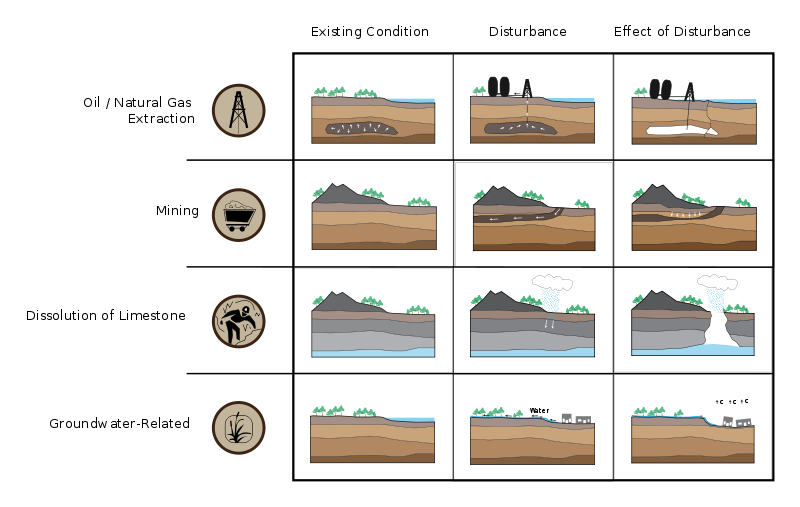 Existing Condition
Disturbance
Effect of Disturbance
Oil / Natural Gas
Extraction
Mining
Dissolution of Limestone
Groundwater-Related
Water